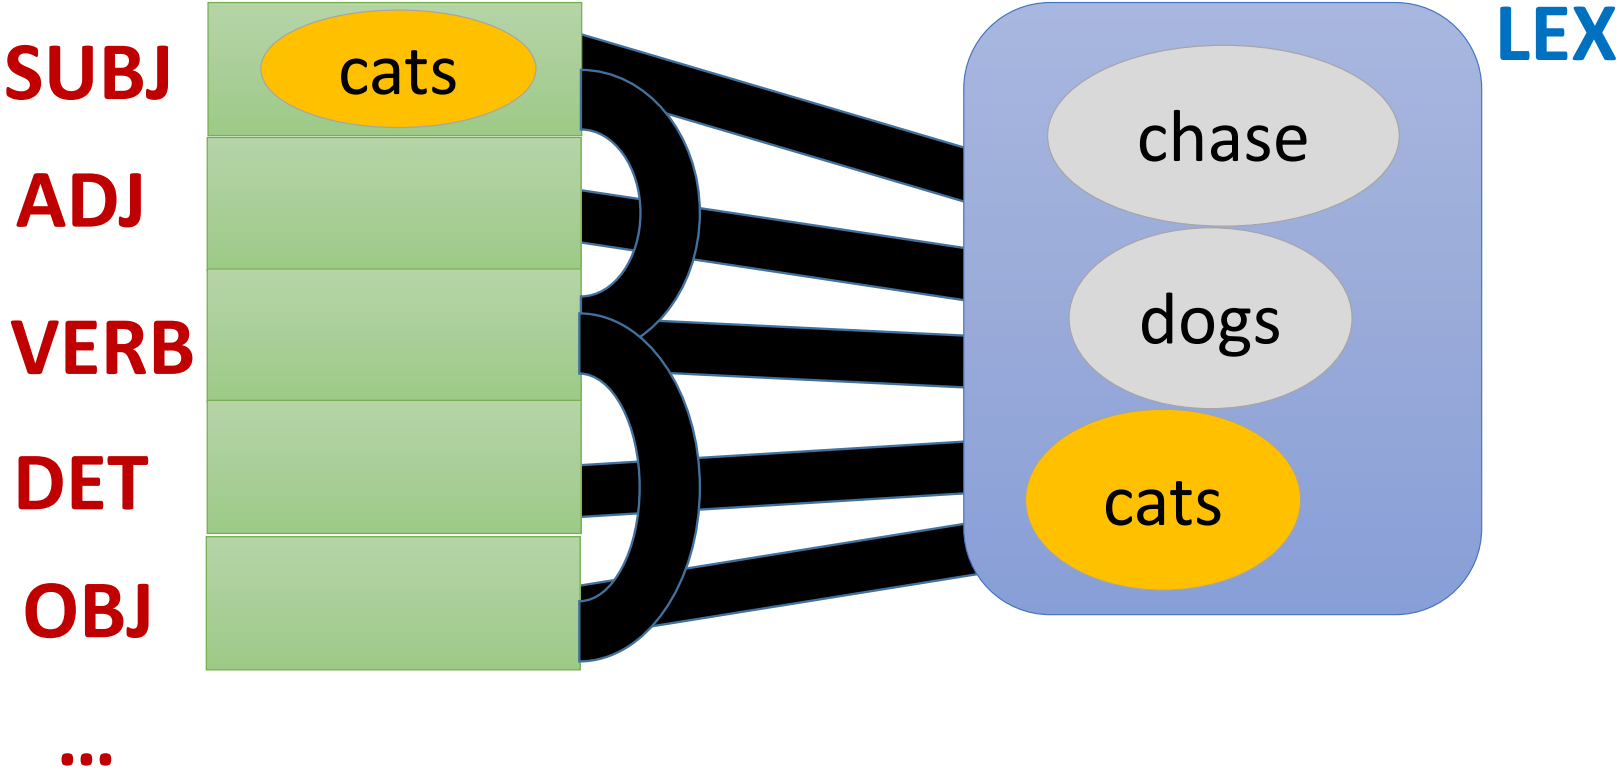 SUBJ
cats
LEX
chase
ADJ
VERB
dogs
DET
cats
OBJ
...